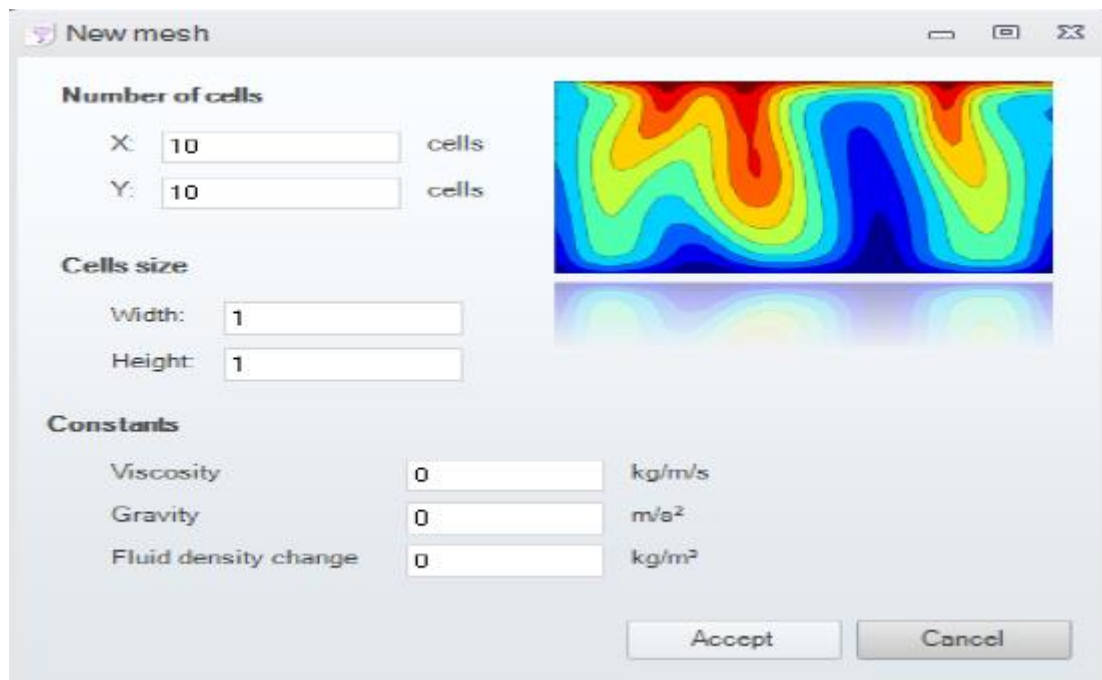 New mesh
Number of cells
X: 10 cells
Y: 10 cells
Cells size
Width: 1
Height: 1
Constants
Viscosity 0 kg/m/s
Gravity 0 m/s²
Fluid density change 0 kg/m³
Accept Cancel